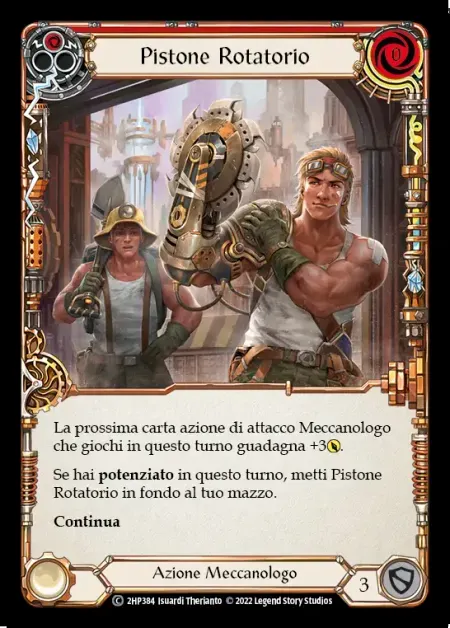 0
Pistone Rotatorio
La prossima carta azione di attacco Meccanologo
che giochi in questo turno guadagna +3.
Se hai potenziato in questo turno, metti Pistone
Rotatorio in fondo al tuo mazzo.
Continua
Azione Meccanologo
3
C 2HP384 Isuardi Therianto © 2022 Legend Story Studios